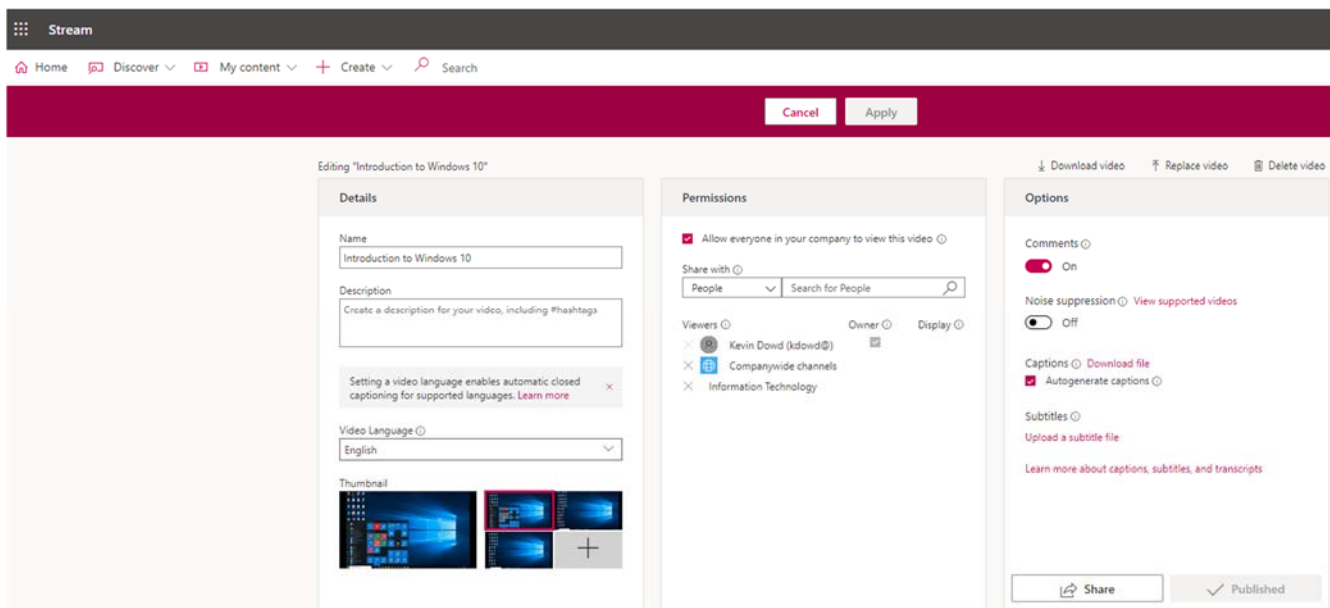 Stream
Home Discover My content Create Search
Cancel Apply
Editing "Introduction to Windows 10"
Download video Replace video Delete video
Details
Name
Introduction to Windows 10
Description
Create a description for your video, including #hashtags
Setting a video language enables automatic closed
captioning for supported languages. Learn more
Video Language
English
Thumbnail
Permissions
Allow everyone in your company to view this video
Share with
People Search for People
Viewers Owner Display
R Kevin Dowd (kdowd@)
Companywide channels
Information Technology
Options
Comments
On
Noise suppression View supported videos
Off
Captions Download file
Autogenerate captions
Subtitles
Upload a subtitle file
Learn more about captions, subtitles, and transcripts
Share Published